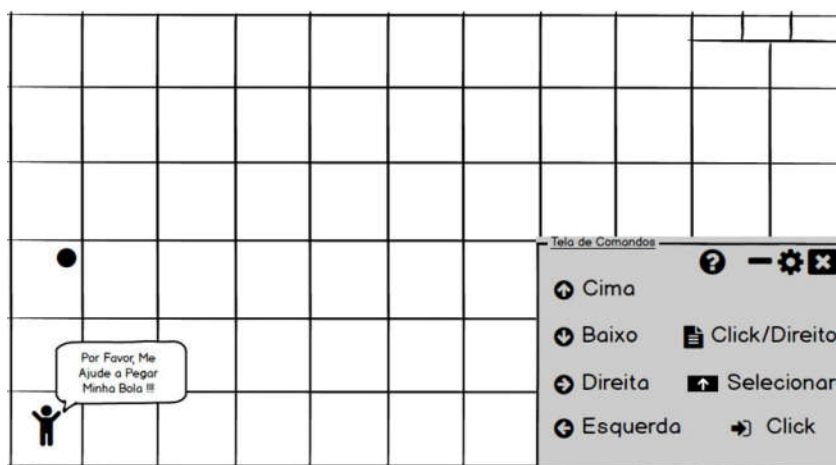 Tela de Comandos
Cima
Baixo
Click/Direito
Direita
Selecionar
Esquerda
Click
Por Favor, Me
Ajude a Pegar
Minha Bola !!!